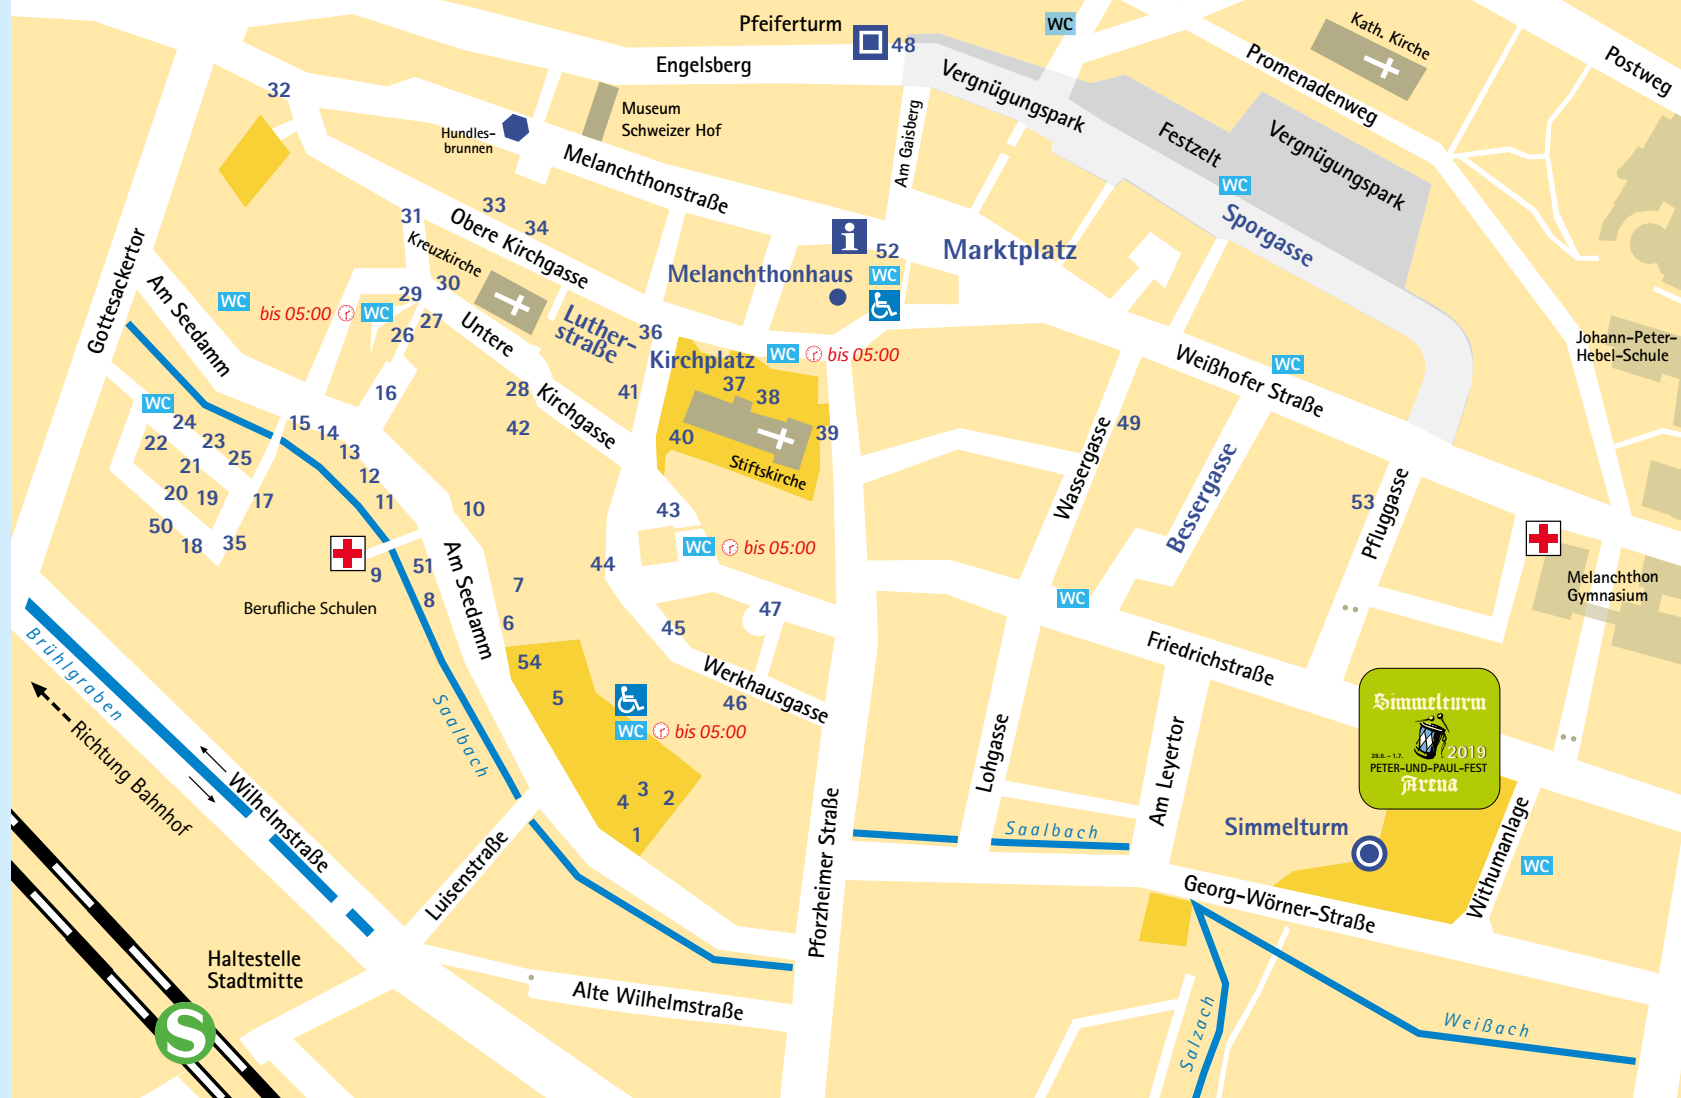 Pfeiferturm
48
WC
Kath. Kirche
Postweg
Engelsberg
Vergnügungspark
Promenadenweg
32
Museum
Schweizer Hof
Hundles-
brunnen
Am Gaisberg
Festzelt
Vergnügungspark
Melanchthonstraße
WC
31
33
34
Obere Kirchgasse
Kreuzkirche
Sporgasse
i
52
Marktplatz
Melanchthonhaus
WC
Gottesackertor
Am Seedamm
WC
bis 05:00
WC
29
30
27
26
Untere
Kirchgasse
Luther-
straße
36
Kirchplatz
WC
bis 05:00
Johann-Peter-
Hebel-Schule
Weißhofer Straße
WC
37
38
28
41
42
16
40
39
Stiftskirche
49
Wassergasse
Bessergasse
53
Pfluggasse
WC
24
22
23
21
25
20
19
50
18
35
17
15
14
13
12
11
10
43
WC
bis 05:00
44
9
51
8
7
6
Berufliche Schulen
Am Seedamm
47
45
WC
Melanchthon
Gymnasium
Friedrichstraße
Werkhausgasse
46
54
5
WC
bis 05:00
Brühlgraben
Richtung Bahnhof
Saalbach
Wilhelmstraße
3
4
2
1
Simmelturm
2019
28.6. – 1.7.
PETER-UND-PAUL-FEST
Arena
Lohgasse
Am Leyertor
Saalbach
Simmelturm
Withumanlage
WC
Georg-Wörner-Straße
Luisenstraße
Pforzheimer Straße
Haltestelle
Stadtmitte
S
Alte Wilhelmstraße
Salzach
Weißach